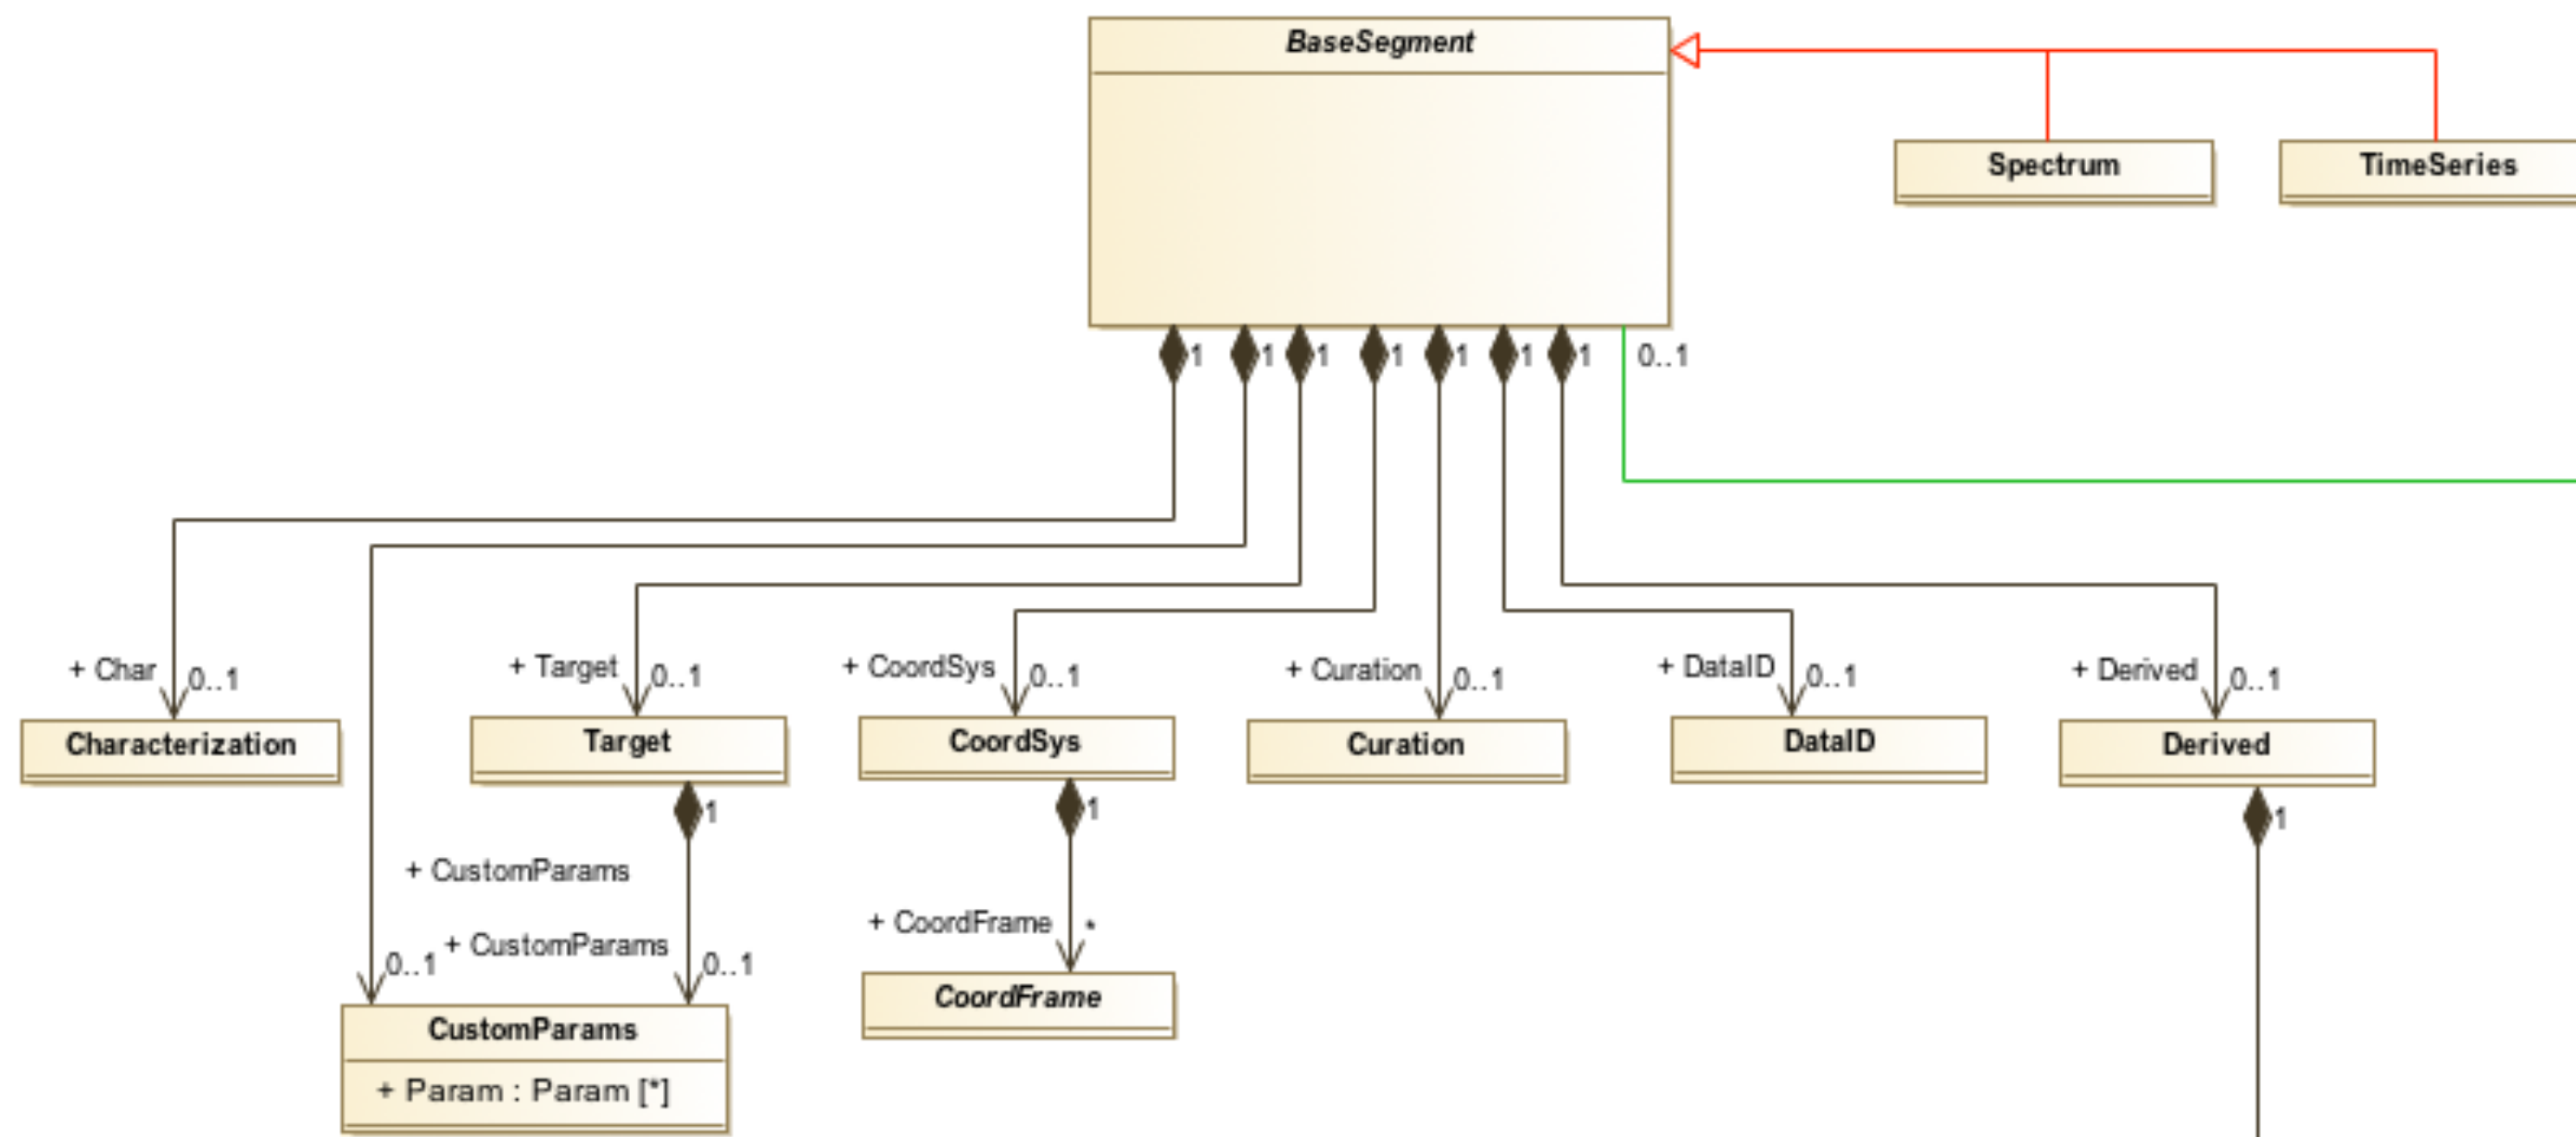 BaseSegment
Spectrum
TimeSeries
1
1
1
1
1
1
1
0..1
+ Char
0..1
+ Target
0..1
+ CoordSys
0..1
+ Curation
0..1
+ DataID
0..1
+ Derived
0..1
Characterization
Target
CoordSys
Curation
DataID
Derived
1
1
1
+ CustomParams
+ CoordFrame
*
0..1
+ CustomParams
0..1
CoordFrame
CustomParams
+ Param : Param [*]